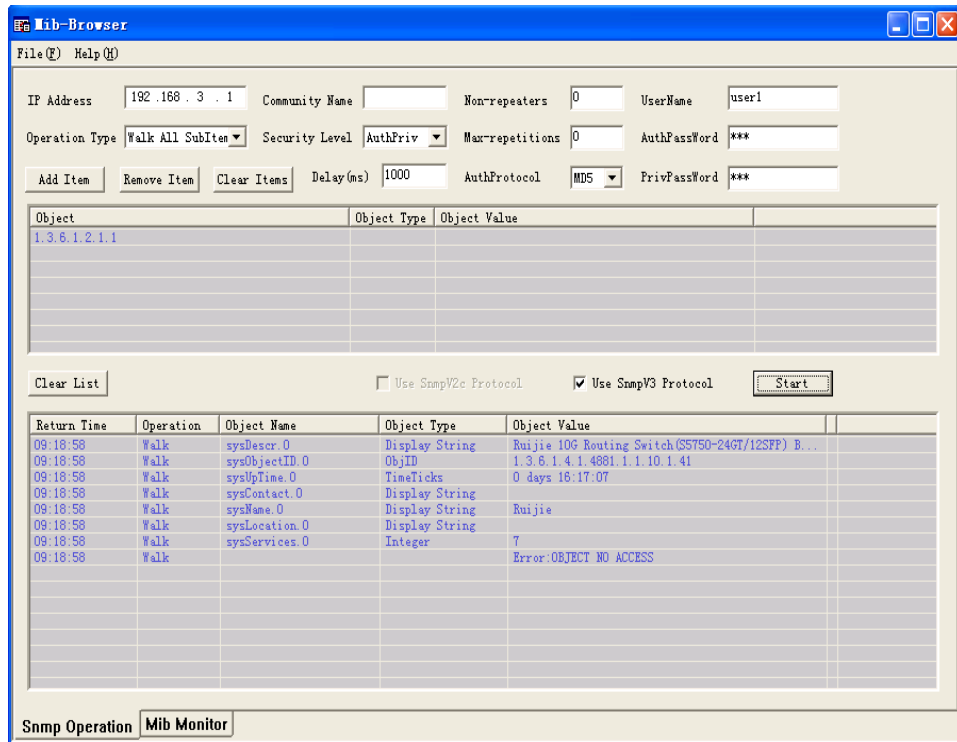 Mib-Browser
File(F) Help(H)
IP Address 192 .168 . 3 . 1 Community Name Non-repeaters 0 UserName user1
Operation Type Walk All SubItem Security Level AuthPriv Max-repetitions 0 AuthPassWord ***
Add Item Remove Item Clear Items Delay(ms) 1000 AuthProtocol MD5 PrivPassWord ***
Object Object Type Object Value
1.3.6.1.2.1.1
Clear List Use SnmpV2c Protocol Use SnmpV3 Protocol Start
Return Time Operation Object Name Object Type Object Value
09:18:58 Walk sysDescr.0 Display String Ruijie 10G Routing Switch(S5750-24GT/12SFP) B...
09:18:58 Walk sysObjectID.0 ObjID 1.3.6.1.4.1.4881.1.1.10.1.41
09:18:58 Walk sysUpTime.0 TimeTicks 0 days 16:17:07
09:18:58 Walk sysContact.0 Display String
09:18:58 Walk sysName.0 Display String Ruijie
09:18:58 Walk sysLocation.0 Display String
09:18:58 Walk sysServices.0 Integer 7
09:18:58 Walk Error:OBJECT NO ACCESS
Snmp Operation Mib Monitor